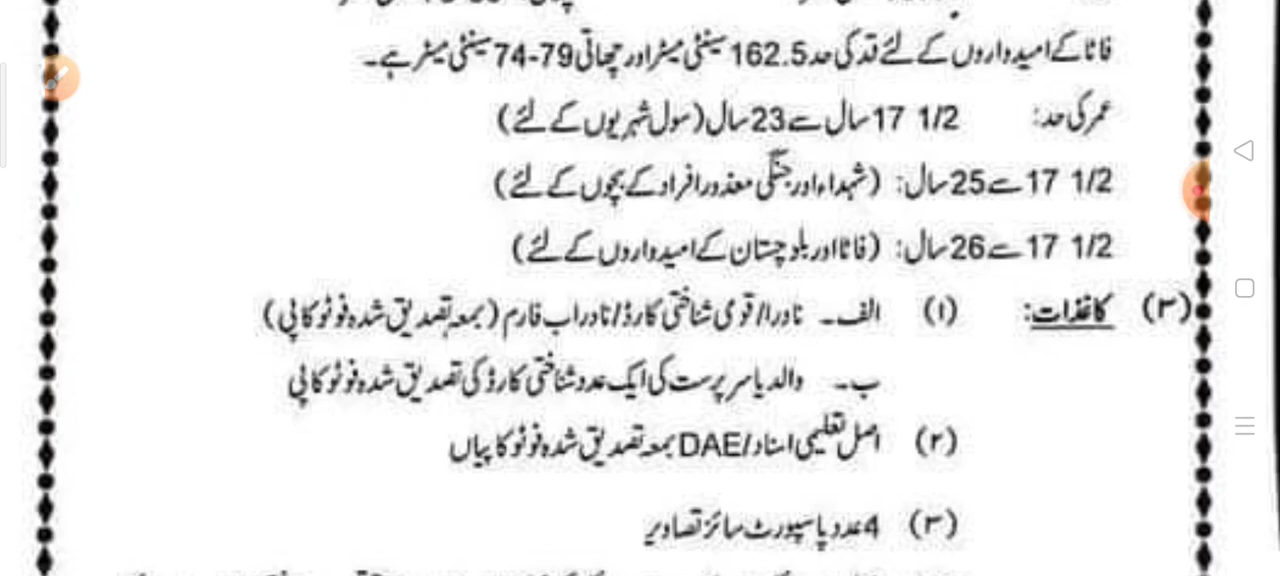 فاٹا کے امیدواروں کے لئے قد کی حد 162.5 سینٹی میٹر اور چھاتی 79-74 سینٹی میٹر ہے۔
عمر کی حد: 17 1/2 سال سے 23 سال (سول شہریوں کے لئے)
17 1/2 سے 25 سال: (شہداء اور جنگی معذور افراد کے بچوں کے لئے)
17 1/2 سے 26 سال: (فاٹا اور بلوچستان کے امیدواروں کے لئے)
(۳) کاغذات: (۱) الف۔ نادرا/قومی شناختی کارڈ/نادرا ب فارم (بمعہ تصدیق شدہ فوٹو کاپی)
ب۔ والد یا سرپرست کی ایک عدد شناختی کارڈ کی تصدیق شدہ فوٹو کاپی
(۲) اصل تعلیمی اسناد/DAE بمعہ تصدیق شدہ فوٹو کاپیاں
(۳) 4 عدد پاسپورٹ سائز تصاویر